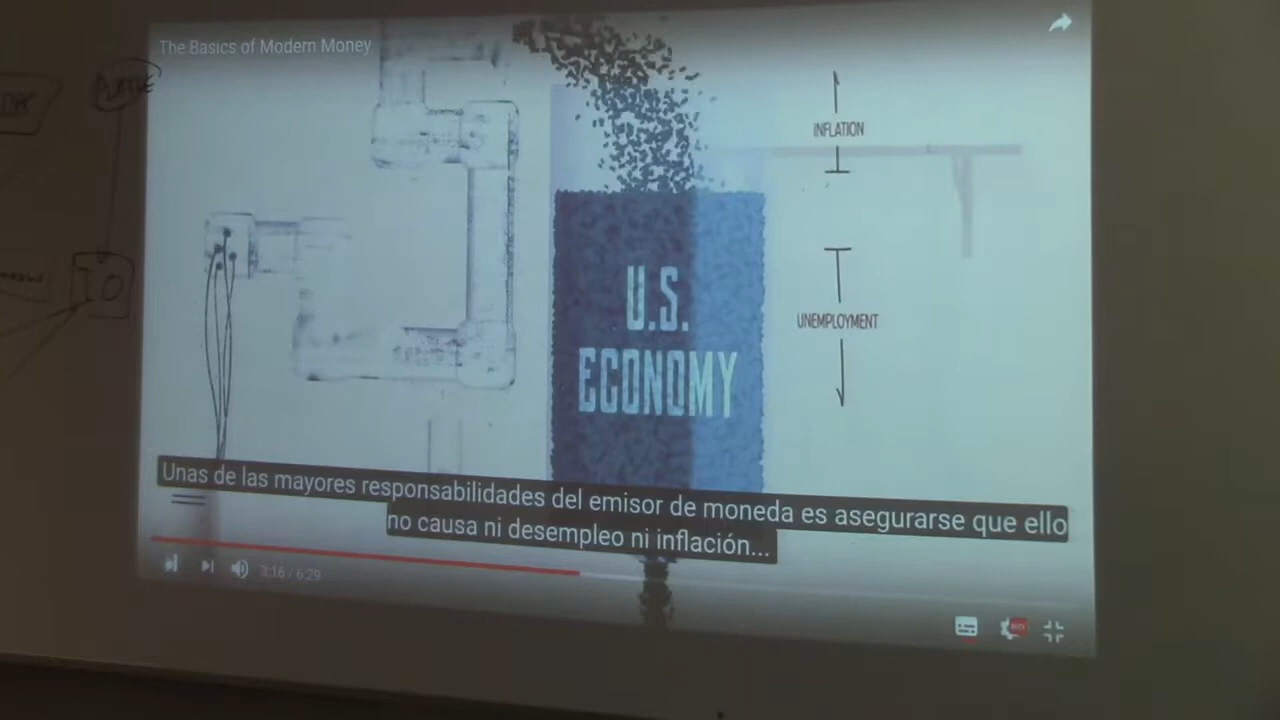 The Basics of Modern Money
INFLATION
U.S.
ECONOMY
UNEMPLOYMENT
Unas de las mayores responsabilidades del emisor de moneda es asegurarse que ello
no causa ni desempleo ni inflación...
3:16 / 6:29